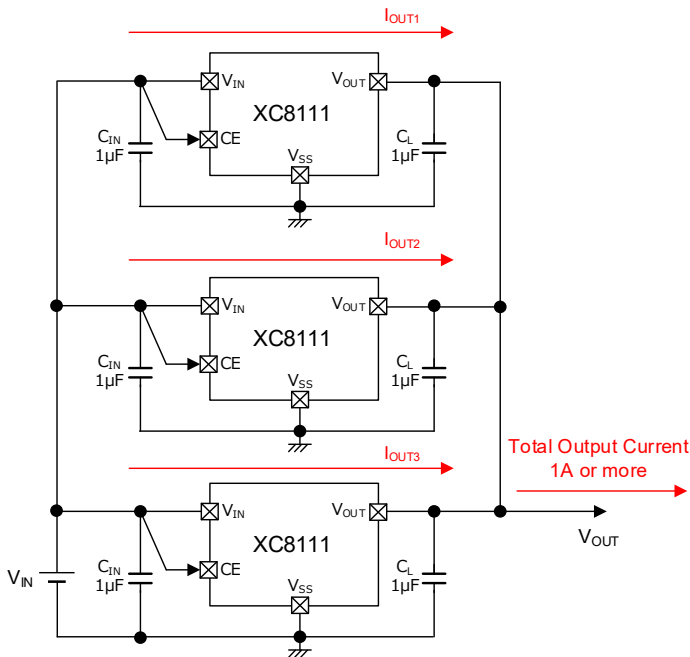 IOUT1
VIN
VOUT
XC8111
CIN
1µF
CE
VSS
CL
1µF
IOUT2
VIN
VOUT
XC8111
CIN
1µF
CE
VSS
CL
1µF
IOUT3
Total Output Current
1A or more
VIN
VOUT
XC8111
VOUT
CIN
1µF
CE
VSS
CL
1µF
VIN